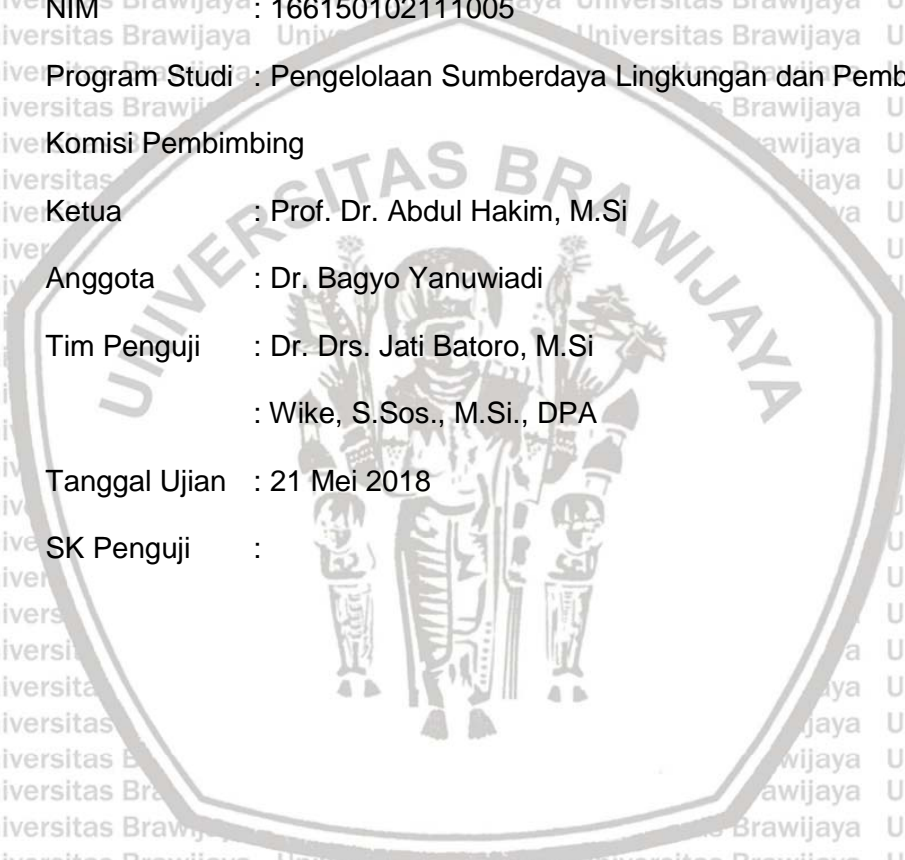 NIM : 166150102111005
Program Studi : Pengelolaan Sumberdaya Lingkungan dan Pemb
Komisi Pembimbing
Ketua : Prof. Dr. Abdul Hakim, M.Si
Anggota : Dr. Bagyo Yanuwiadi
Tim Penguji : Dr. Drs. Jati Batoro, M.Si
: Wike, S.Sos., M.Si., DPA
Tanggal Ujian : 21 Mei 2018
SK Penguji :
UNIVERSITAS BRAWIJAYA